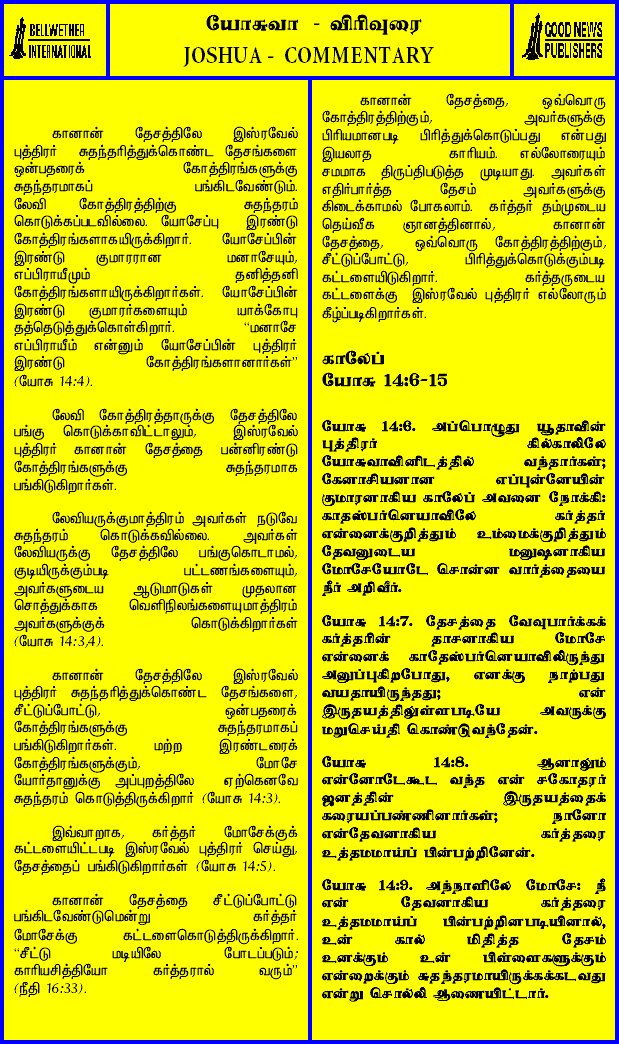 BELLWETHER
INTERNATIONAL
யோசுவா - விரிவுரை
JOSHUA - COMMENTARY
GOOD NEWS
PUBLISHERS
கானான் தேசத்திலே இஸ்ரவேல்
புத்திரர் சுதந்தரித்துக்கொண்ட தேசங்களை
ஒன்பதரைக் கோத்திரங்களுக்கு
சுதந்தரமாகப் பங்கிடவேண்டும்.
லேவி கோத்திரத்திற்கு சுதந்தரம்
கொடுக்கப்படவில்லை. யோசேப்பு இரண்டு
கோத்திரங்களாகயிருக்கிறார். யோசேப்பின்
இரண்டு குமாரரான மனாசேயும்,
எப்பிராயீமும் தனித்தனி
கோத்திரங்களாயிருக்கிறார்கள். யோசேப்பின்
இரண்டு குமாரர்களையும் யாக்கோபு
தத்தெடுத்துக்கொள்கிறார். “மனாசே
எப்பிராயீம் என்னும் யோசேப்பின் புத்திரர்
இரண்டு கோத்திரங்களானார்கள்”
(யோசு 14:4).
லேவி கோத்திரத்தாருக்கு தேசத்திலே
பங்கு கொடுக்காவிட்டாலும், இஸ்ரவேல்
புத்திரர் கானான் தேசத்தை பன்னிரண்டு
கோத்திரங்களுக்கு சுதந்தரமாக
பங்கிடுகிறார்கள்.
லேவியருக்குமாத்திரம் அவர்கள் நடுவே
சுதந்தரம் கொடுக்கவில்லை. அவர்கள்
லேவியருக்கு தேசத்திலே பங்குகொடாமல்,
குடியிருக்கும்படி பட்டணங்களையும்,
அவர்களுடைய ஆடுமாடுகள் முதலான
சொத்துக்காக வெளிநிலங்களையுமாத்திரம்
அவர்களுக்குக் கொடுக்கிறார்கள்
(யோசு 14:3,4).
கானான் தேசத்திலே இஸ்ரவேல்
புத்திரர் சுதந்தரித்துக்கொண்ட தேசங்களை,
சீட்டுப்போட்டு, ஒன்பதரைக்
கோத்திரங்களுக்கு சுதந்தரமாகப்
பங்கிடுகிறார்கள். மற்ற இரண்டரைக்
கோத்திரங்களுக்கும், மோசே
யோர்தானுக்கு அப்புறத்திலே ஏற்கெனவே
சுதந்தரம் கொடுத்திருக்கிறார் (யோசு 14:3).
இவ்வாறாக, கர்த்தர் மோசேக்குக்
கட்டளையிட்டபடி இஸ்ரவேல் புத்திரர் செய்து,
தேசத்தைப் பங்கிடுகிறார்கள் (யோசு 14:5).
கானான் தேசத்தை சீட்டுப்போட்டு
பங்கிடவேண்டுமென்று கர்த்தர்
மோசேக்கு கட்டளைகொடுத்திருக்கிறார்.
“சீட்டு மடியிலே போடப்படும்;
காரியசித்தியோ கர்த்தரால் வரும்”
(நீதி 16:33).
கானான் தேசத்தை, ஒவ்வொரு
கோத்திரத்திற்கும், அவர்களுக்கு
பிரியமானபடி பிரித்துக்கொடுப்பது என்பது
இயலாத காரியம். எல்லோரையும்
சமமாக திருப்திபடுத்த முடியாது. அவர்கள்
எதிர்பார்த்த தேசம் அவர்களுக்கு
கிடைக்காமல் போகலாம். கர்த்தர் தம்முடைய
தெய்வீக ஞானத்தினால், கானான்
தேசத்தை, ஒவ்வொரு கோத்திரத்திற்கும்,
சீட்டுப்போட்டு, பிரித்துக்கொடுக்கும்படி
கட்டளையிடுகிறார். கர்த்தருடைய
கட்டளைக்கு இஸ்ரவேல் புத்திரர் எல்லோரும்
கீழ்ப்படிகிறார்கள்.
காலேப்
யோசு 14:6-15
யோசு 14:6. அப்பொழுது யூதாவின்
புத்திரர் கில்காலிலே
யோசுவாவினிடத்தில் வந்தார்கள்;
கேனாசியனான எப்புன்னேயின்
குமாரனாகிய காலேப் அவனை நோக்கி:
காதஸ்பர்னெயாவிலே கர்த்தர்
என்னைக்குறித்தும் உம்மைக்குறித்தும்
தேவனுடைய மனுஷனாகிய
மோசேயோடே சொன்ன வார்த்தையை
நீர் அறிவீர்.
யோசு 14:7. தேசத்தை வேவுபார்க்கக்
கர்த்தரின் தாசனாகிய மோசே
என்னைக் காதேஸ்பர்னெயாவிலிருந்து
அனுப்புகிறபோது, எனக்கு நாற்பது
வயதாயிருந்தது; என்
இருதயத்திலுள்ளபடியே அவருக்கு
மறுசெய்தி கொண்டுவந்தேன்.
யோசு 14:8. ஆனாலும்
என்னோடேகூட வந்த என் சகோதரர்
ஜனத்தின் இருதயத்தைக்
கரையப்பண்ணினார்கள்; நானோ
என்தேவனாகிய கர்த்தரை
உத்தமமாய்ப் பின்பற்றினேன்.
யோசு 14:9. அந்நாளிலே மோசே: நீ
என் தேவனாகிய கர்த்தரை
உத்தமமாய்ப் பின்பற்றினபடியினால்,
உன் கால் மிதித்த தேசம்
உனக்கும் உன் பிள்ளைகளுக்கும்
என்றைக்கும் சுதந்தரமாயிருக்கக்கடவது
என்று சொல்லி ஆணையிட்டார்.